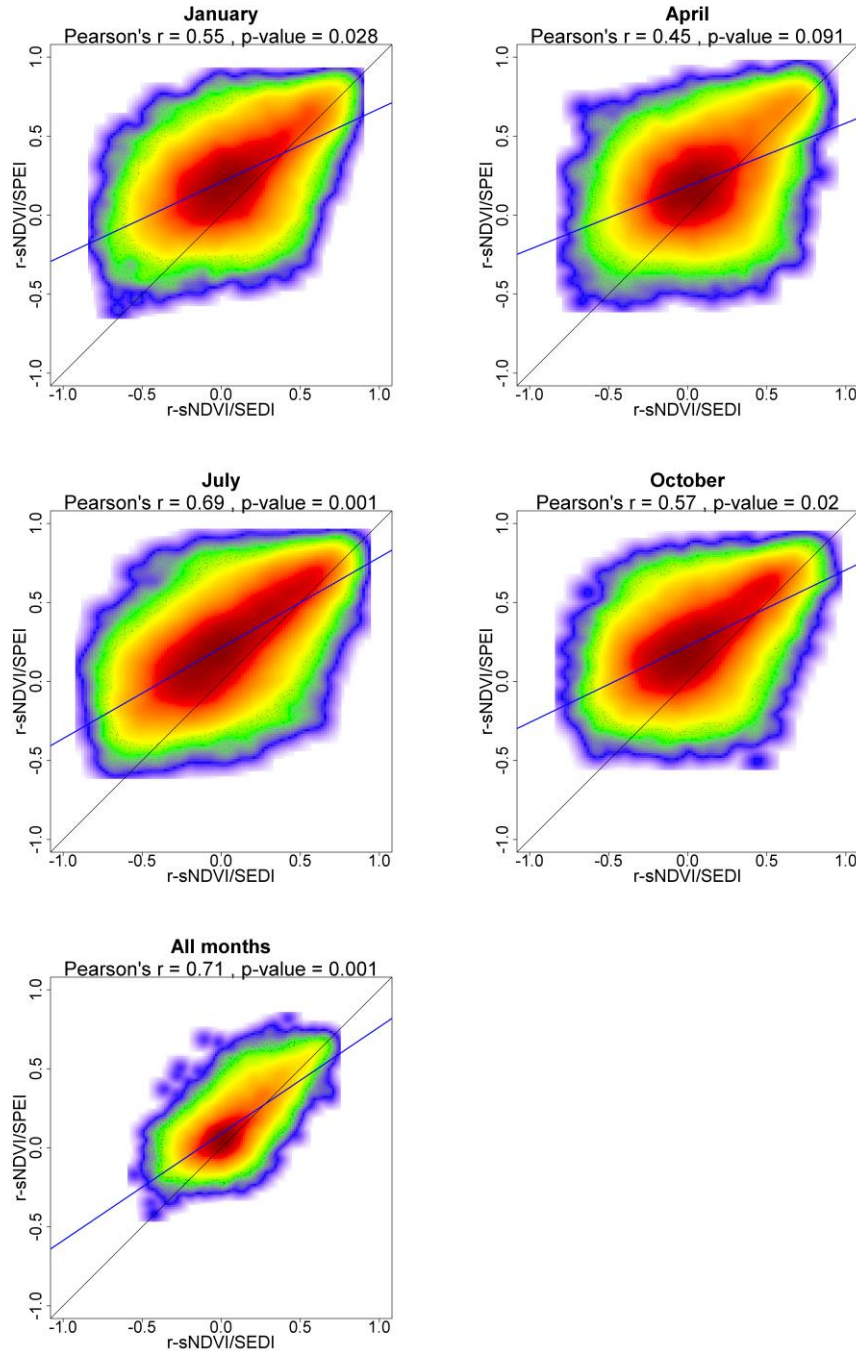 January
Pearson's r = 0.55 , p-value = 0.028
1.0
0.5
0.0
-0.5
-1.0
r-sNDVI/SPEI
-1.0 -0.5 0.0 0.5 1.0
r-sNDVI/SEDI
April
Pearson's r = 0.45 , p-value = 0.091
1.0
0.5
0.0
-0.5
-1.0
r-sNDVI/SPEI
-1.0 -0.5 0.0 0.5 1.0
r-sNDVI/SEDI
July
Pearson's r = 0.69 , p-value = 0.001
1.0
0.5
0.0
-0.5
-1.0
r-sNDVI/SPEI
-1.0 -0.5 0.0 0.5 1.0
r-sNDVI/SEDI
October
Pearson's r = 0.57 , p-value = 0.02
1.0
0.5
0.0
-0.5
-1.0
r-sNDVI/SPEI
-1.0 -0.5 0.0 0.5 1.0
r-sNDVI/SEDI
All months
Pearson's r = 0.71 , p-value = 0.001
1.0
0.5
0.0
-0.5
-1.0
r-sNDVI/SPEI
-1.0 -0.5 0.0 0.5 1.0
r-sNDVI/SEDI